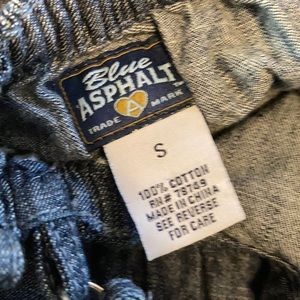 Blue
ASPHALT
A
TRADE MARK
S
100% COTTON
RN# 78749
MADE IN CHINA
SEE REVERSE
FOR CARE